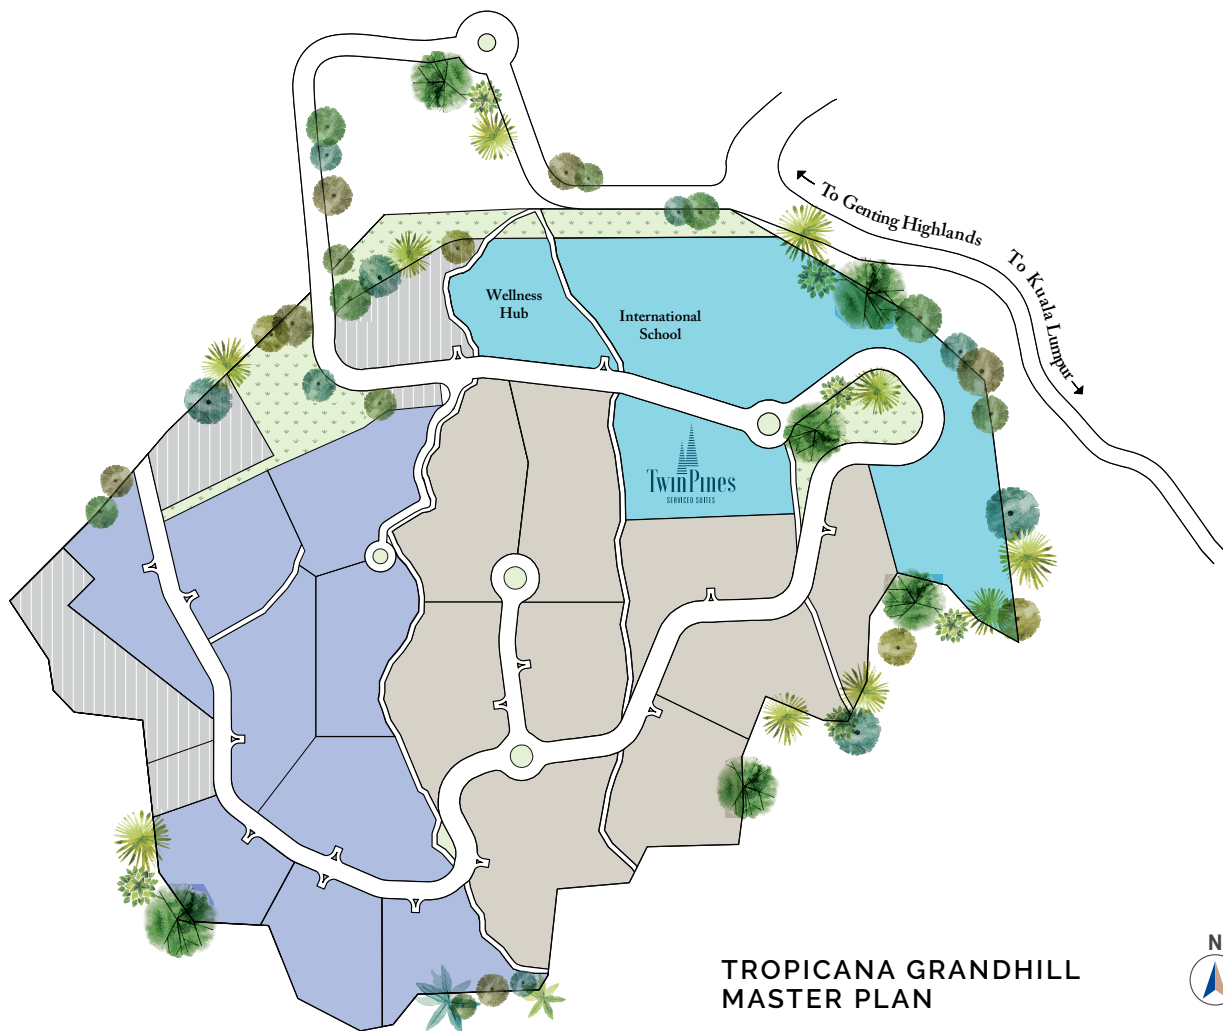 To Genting Highlands
To Kuala Lumpur
Wellness
Hub
International
School
TwinPines
SERVICED SUITES
TROPICANA GRANDHILL
MASTER PLAN
N